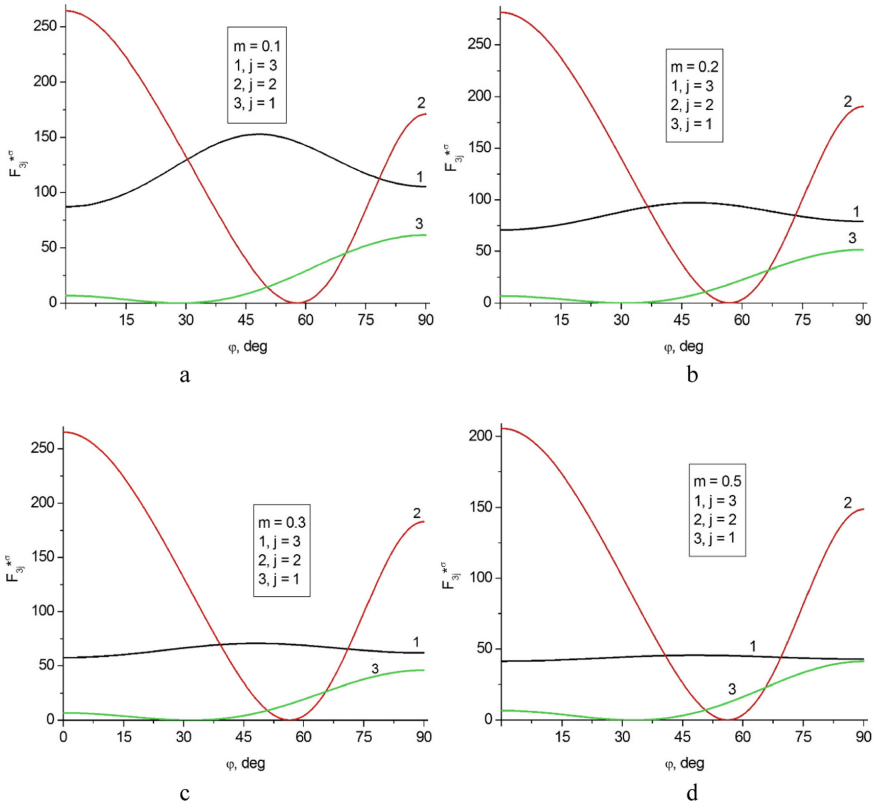 250
200
150
100
50
0
F*σ3j
m = 0.1
1, j = 3
2, j = 2
3, j = 1
2
1
3
15 30 45 60 75 90
φ, deg
a
250
200
150
100
50
0
F*σ3j
m = 0.2
1, j = 3
2, j = 2
3, j = 1
2
1
3
15 30 45 60 75 90
φ, deg
b
250
200
150
100
50
0
F*σ3j
m = 0.3
1, j = 3
2, j = 2
3, j = 1
2
1
3
0 15 30 45 60 75 90
φ, deg
c
200
150
100
50
0
F*σ3j
m = 0.5
1, j = 3
2, j = 2
3, j = 1
2
1
3
15 30 45 60 75 90
φ, deg
d